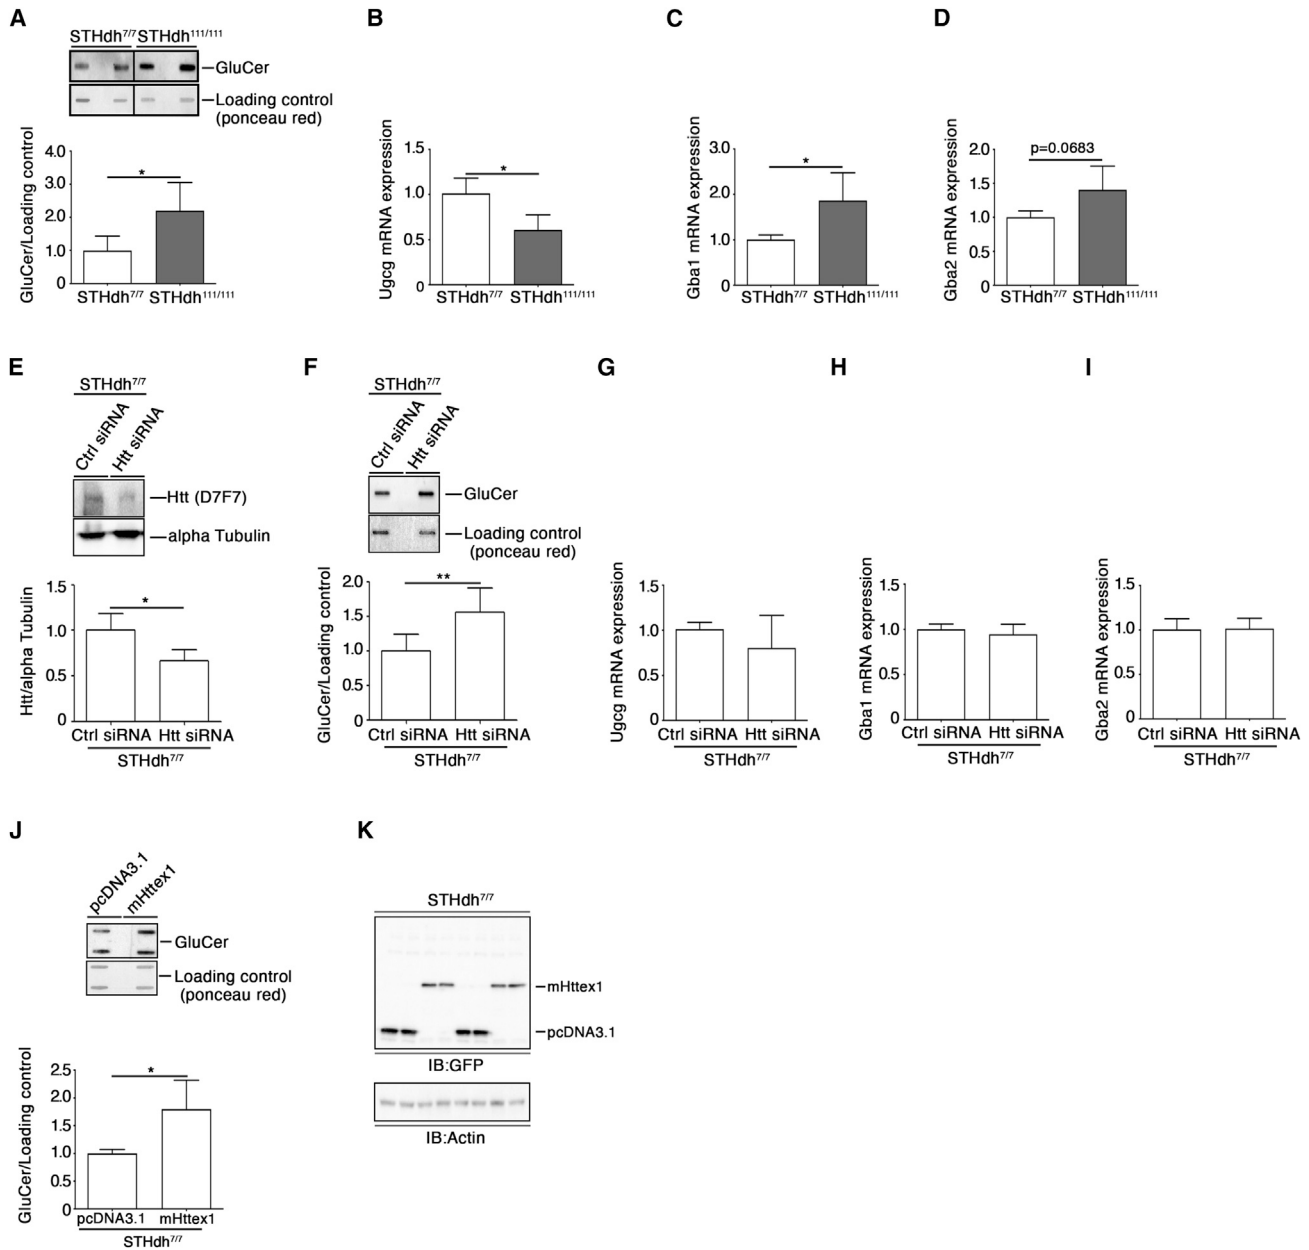 A
STHdh7/7 STHdh111/111
GluCer
Loading control
(ponceau red)
GluCer/Loading control
4.0
3.0
2.0
1.0
0
*
STHdh7/7 STHdh111/111
B
Ugcg mRNA expression
1.5
1.0
0.5
0
*
STHdh7/7 STHdh111/111
C
Gba1 mRNA expression
3.0
2.0
1.0
0
*
STHdh7/7 STHdh111/111
D
Gba2 mRNA expression
2.0
1.5
1.0
0.5
0
p=0.0683
STHdh7/7 STHdh111/111
E
STHdh7/7
Ctrl siRNA
Htt siRNA
Htt (D7F7)
alpha Tubulin
Htt/alpha Tubulin
1.5
1.0
0.5
0
*
Ctrl siRNA Htt siRNA
STHdh7/7
F
STHdh7/7
Ctrl siRNA
Htt siRNA
GluCer
Loading control
(ponceau red)
GluCer/Loading control
2.0
1.5
1.0
0.5
0
**
Ctrl siRNA Htt siRNA
STHdh7/7
G
Ugcg mRNA expression
1.5
1.0
0.5
0
Ctrl siRNA Htt siRNA
STHdh7/7
H
Gba1 mRNA expression
1.5
1.0
0.5
0
Ctrl siRNA Htt siRNA
STHdh7/7
I
Gba2 mRNA expression
1.5
1.0
0.5
0
Ctrl siRNA Htt siRNA
STHdh7/7
J
pcDNA3.1
mHttex1
GluCer
Loading control
(ponceau red)
GluCer/Loading control
2.5
2.0
1.5
1.0
0.5
0
*
pcDNA3.1 mHttex1
STHdh7/7
K
STHdh7/7
mHttex1
pcDNA3.1
IB:GFP
IB:Actin